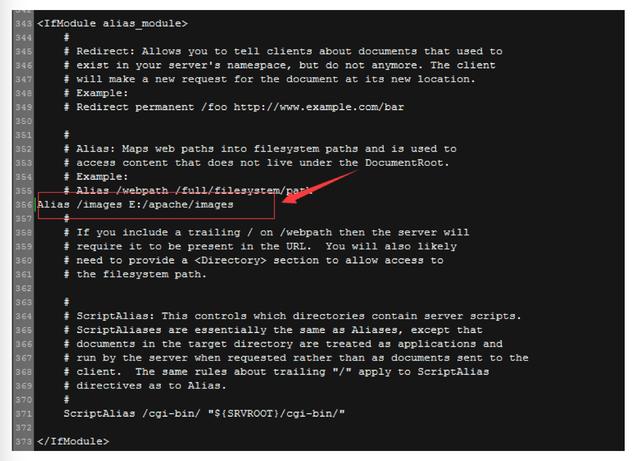 343 <IfModule alias_module>
344 #
345 # Redirect: Allows you to tell clients about documents that used to
346 # exist in your server's namespace, but do not anymore. The client
347 # will make a new request for the document at its new location.
348 # Example:
349 # Redirect permanent /foo http://www.example.com/bar
350
351 #
352 # Alias: Maps web paths into filesystem paths and is used to
353 # access content that does not live under the DocumentRoot.
354 # Example:
355 # Alias /webpath /full/filesystem/path
356 Alias /images E:/apache/images
357 #
358 # If you include a trailing / on /webpath then the server will
359 # require it to be present in the URL.  You will also likely
360 # need to provide a <Directory> section to allow access to
361 # the filesystem path.
362
363 #
364 # ScriptAlias: This controls which directories contain server scripts.
365 # ScriptAliases are essentially the same as Aliases, except that
366 # documents in the target directory are treated as applications and
367 # run by the server when requested rather than as documents sent to the
368 # client.  The same rules about trailing "/" apply to ScriptAlias
369 # directives as to Alias.
370 #
371 ScriptAlias /cgi-bin/ "${SRVROOT}/cgi-bin/"
372
373 </IfModule>